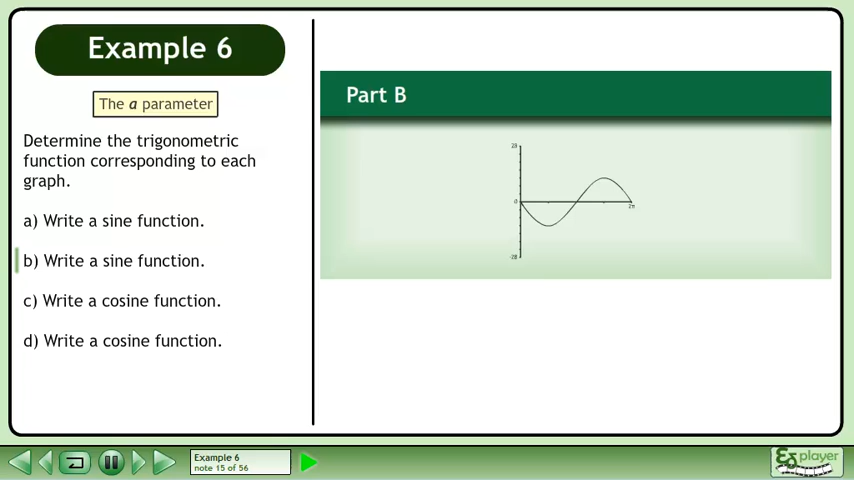 Example 6
The a parameter
Determine the trigonometric
function corresponding to each
graph.
a) Write a sine function.
b) Write a sine function.
c) Write a cosine function.
d) Write a cosine function.
Part B
0
2π
Example 6
note 15 of 56
player